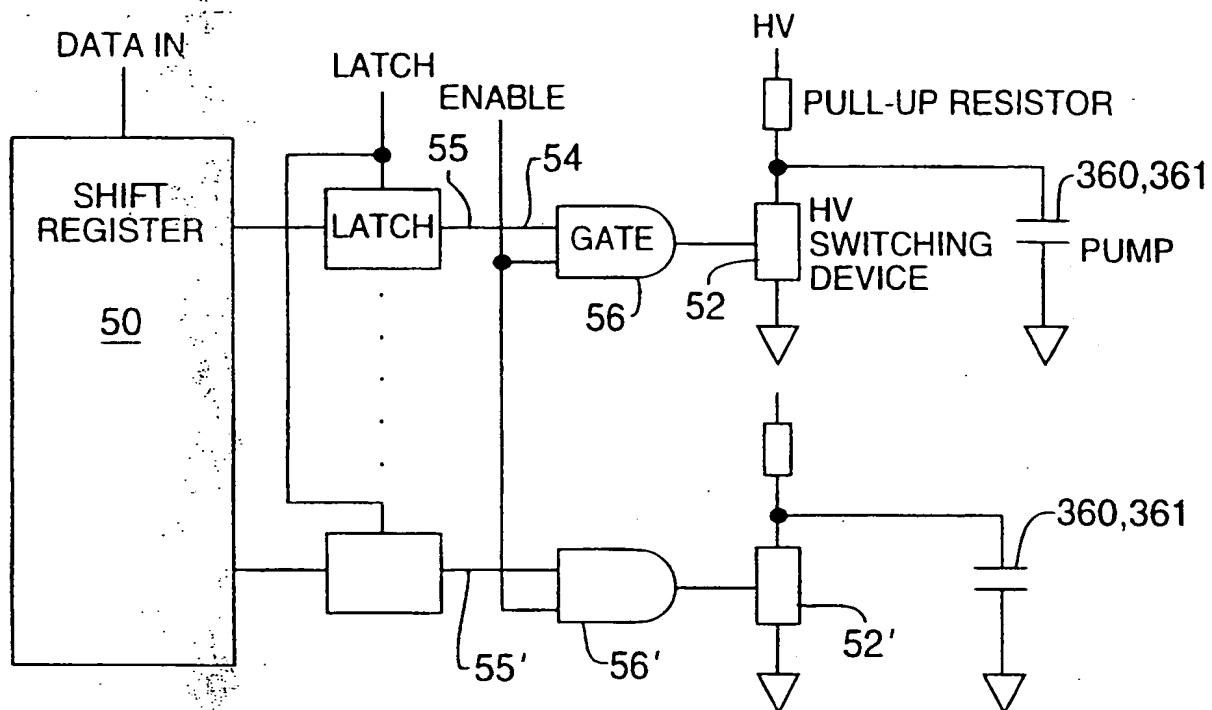 DATA IN
LATCH
ENABLE
HV
PULL-UP RESISTOR
SHIFT
REGISTER
50
LATCH
55
54
GATE
56
HV
SWITCHING
DEVICE
52
360,361
PUMP
55'
56'
52'
360,361